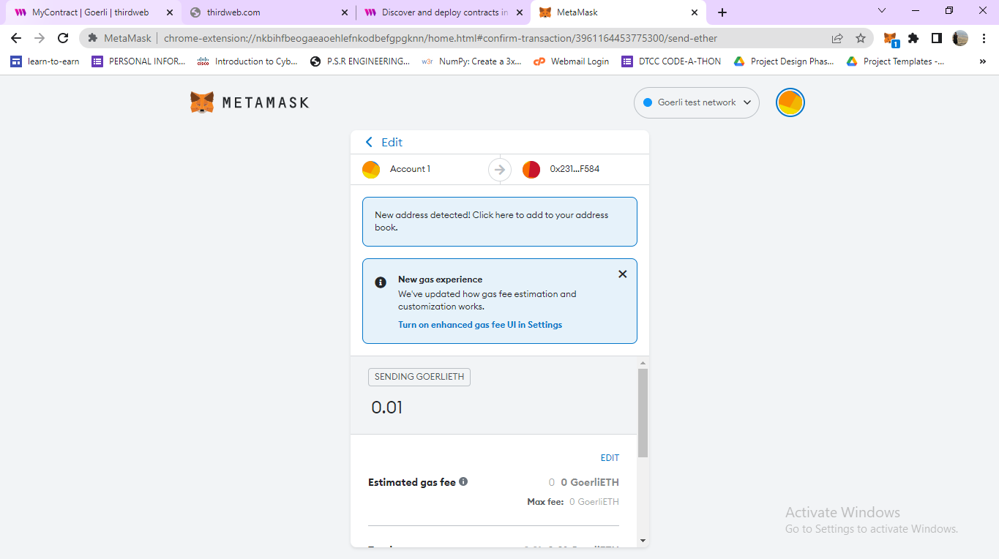 MyContract | Goerli | thirdweb
thirdweb.com
Discover and deploy contracts in
MetaMask
MetaMask | chrome-extension://nkbihfbeogaeaoehlefnkodbefgpgknn/home.html#confirm-transaction/3961164453775300/send-ether
1
learn-to-earn
PERSONAL INFOR...
cisco
Introduction to Cyb...
P.S.R ENGINEERING...
w3r
NumPy: Create a 3x...
cP
Webmail Login
DTCC CODE-A-THON
Project Design Phas...
Project Templates -...
»
METAMASK
Goerli test network
Edit
Account 1
0x231...F584
New address detected! Click here to add to your address
book.
New gas experience
We've updated how gas fee estimation and
customization works.
Turn on enhanced gas fee UI in Settings
SENDING GOERLIETH
0.01
EDIT
Estimated gas fee
0 0 GoerliETH
Max fee: 0 GoerliETH
Activate Windows
Go to Settings to activate Windows.